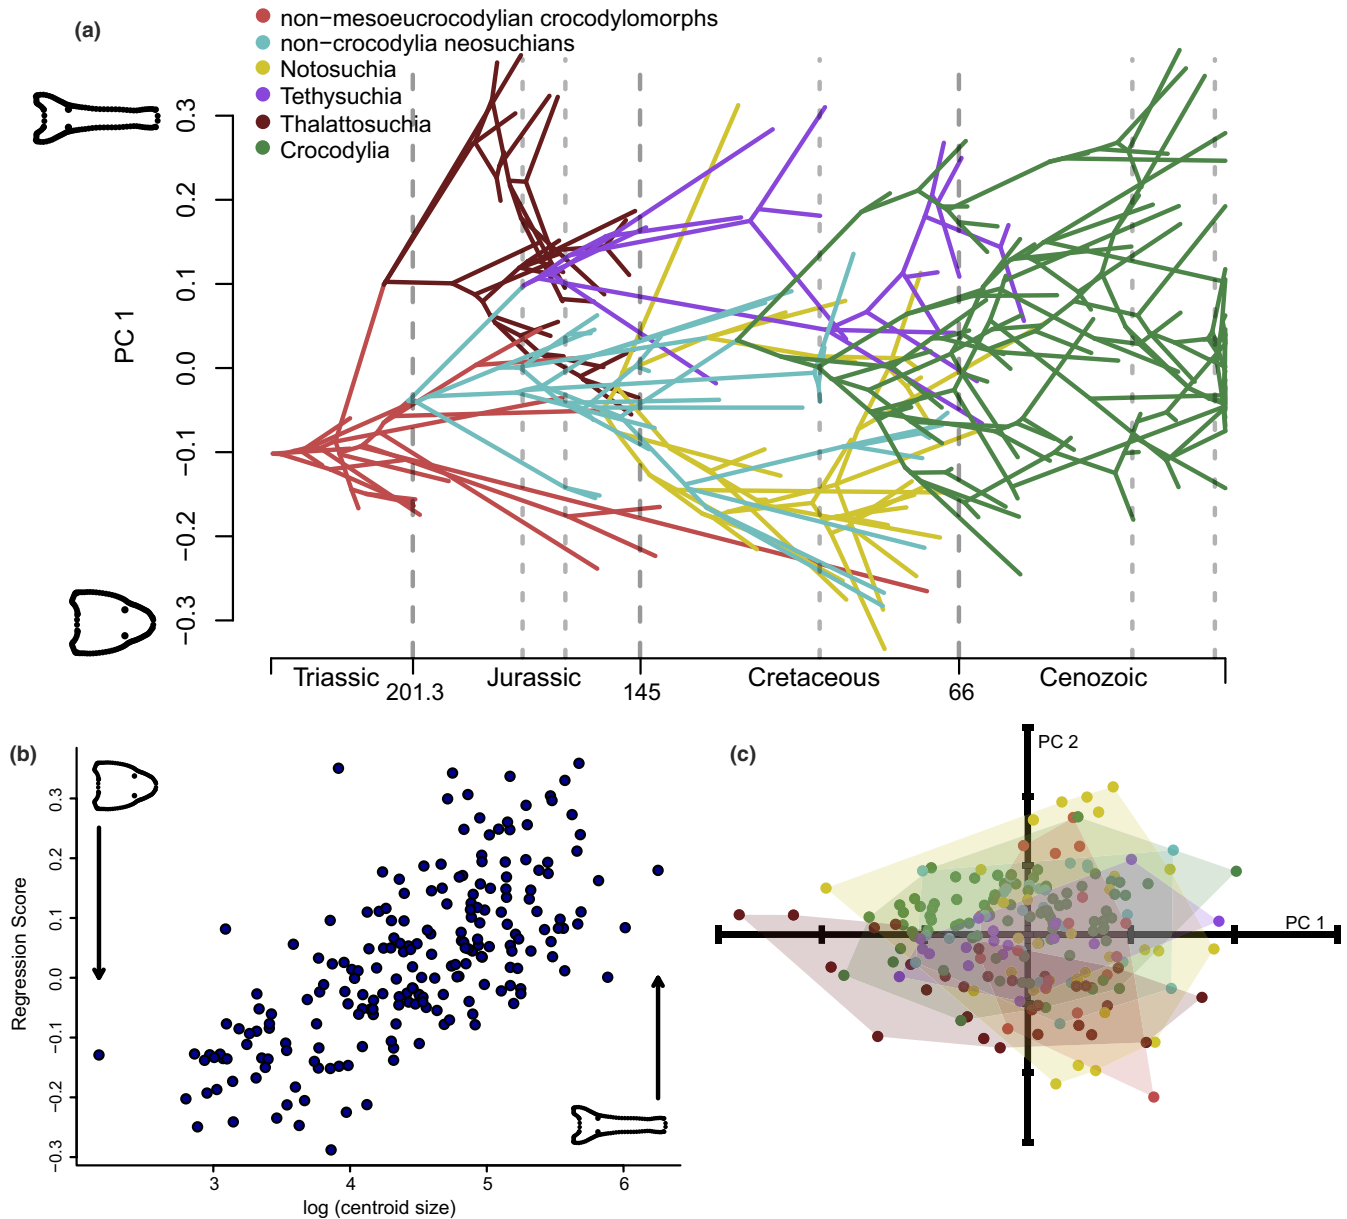 (a)
non-mesoeucrocodylian crocodylomorphs
non−crocodylia neosuchians
Notosuchia
Tethysuchia
Thalattosuchia
Crocodylia
PC 1
0.3
0.2
0.1
0.0
−0.1
−0.2
−0.3
Triassic
Jurassic
Cretaceous
Cenozoic
201.3
145
66
(b)
Regression Score
0.3
0.2
0.1
0.0
−0.1
−0.2
−0.3
3
4
5
6
log (centroid size)
(c)
PC 2
PC 1